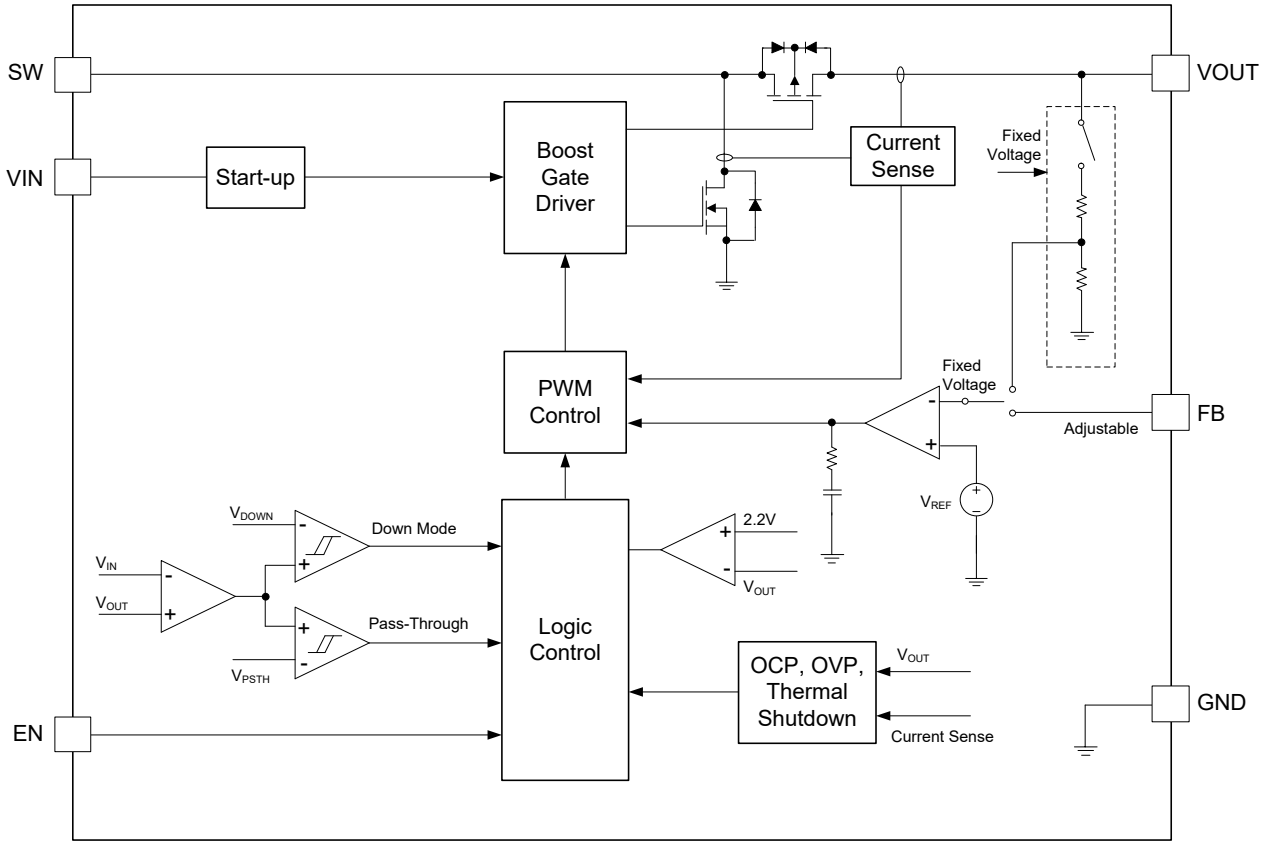 SW
VOUT
VIN
Start-up
Boost
Gate
Driver
Current
Sense
Fixed
Voltage
PWM
Control
Fixed
Voltage
-
+
FB
Adjustable
VREF
+
-
VDOWN
-
+
Down Mode
VIN
-
VOUT
+
+
-
Pass-Through
VPSTH
Logic
Control
+
2.2V
-
VOUT
OCP, OVP,
Thermal
Shutdown
VOUT
Current Sense
EN
GND